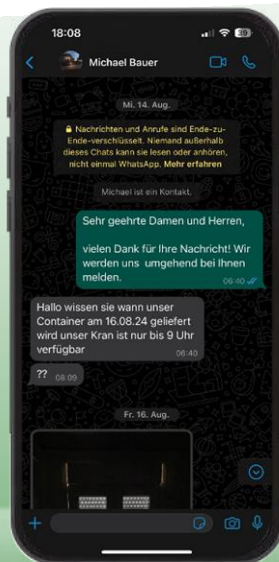 18:08
39
Michael Bauer
Mi. 14. Aug.
Nachrichten und Anrufe sind Ende-zu-
Ende-verschlüsselt. Niemand außerhalb
dieses Chats kann sie lesen oder anhören,
nicht einmal WhatsApp. Mehr erfahren
Michael ist ein Kontakt.
Sehr geehrte Damen und Herren,
vielen Dank für Ihre Nachricht! Wir
werden uns umgehend bei Ihnen
melden.
06:40
Hallo wissen sie wann unser
Container am 16.08.24 geliefert
wird unser Kran ist nur bis 9 Uhr
verfügbar
06:40
?? 08:09
Fr. 16. Aug.